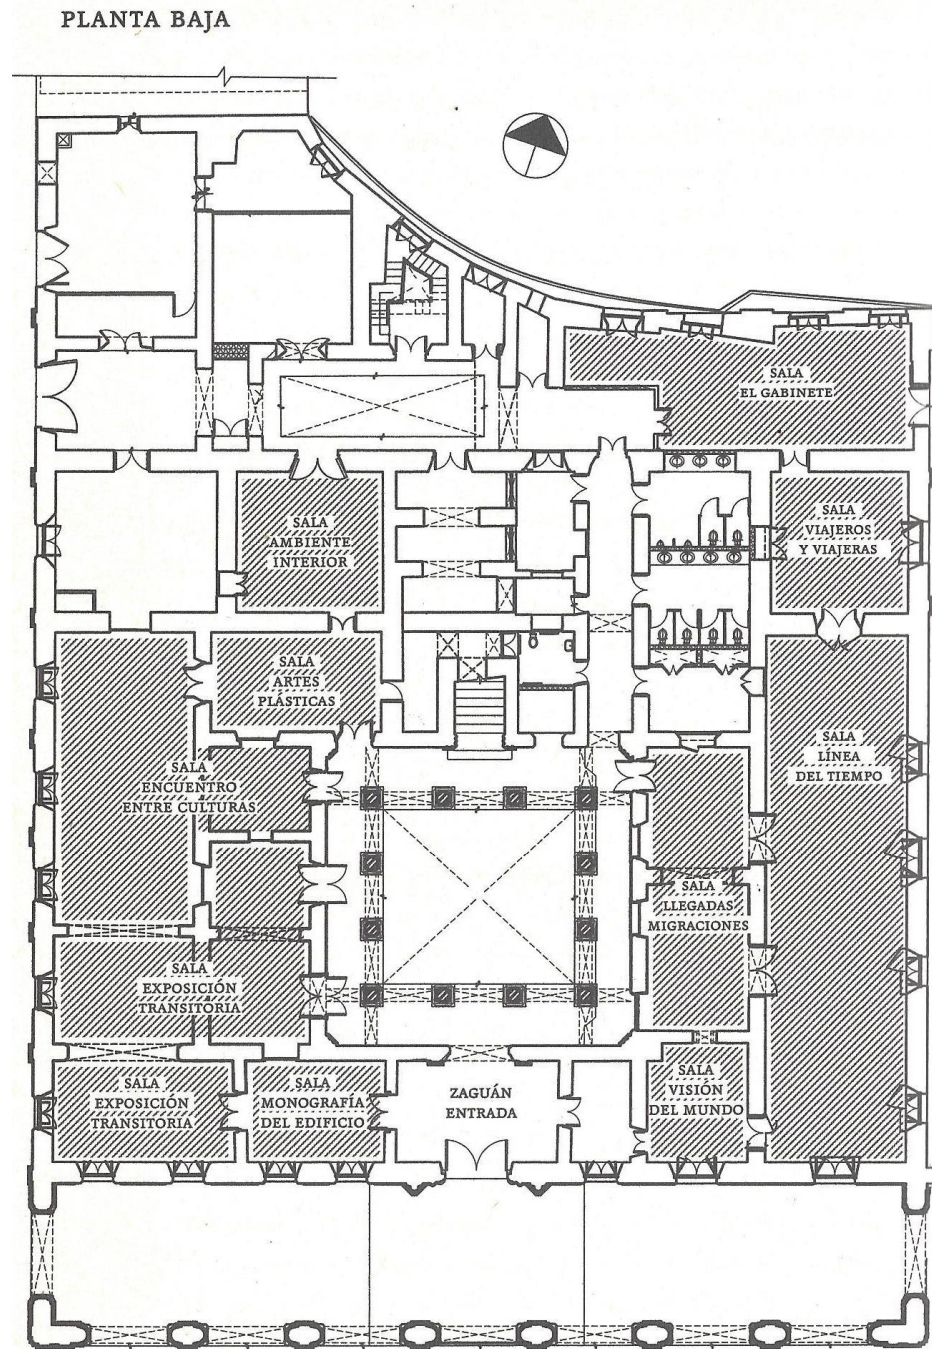 PLANTA BAJA
SALA
EL GABINETE
SALA
AMBIENTE
INTERIOR
SALA
VIAJEROS
Y VIAJERAS
SALA
ARTES
PLÁSTICAS
SALA
ENCUENTRO
ENTRE CULTURAS
SALA
LÍNEA
DEL TIEMPO
SALA
LLEGADAS
MIGRACIONES
SALA
EXPOSICIÓN
TRANSITORIA
SALA
EXPOSICIÓN
TRANSITORIA
SALA
MONOGRAFÍA
DEL EDIFICIO
ZAGUÁN
ENTRADA
SALA
VISIÓN
DEL MUNDO